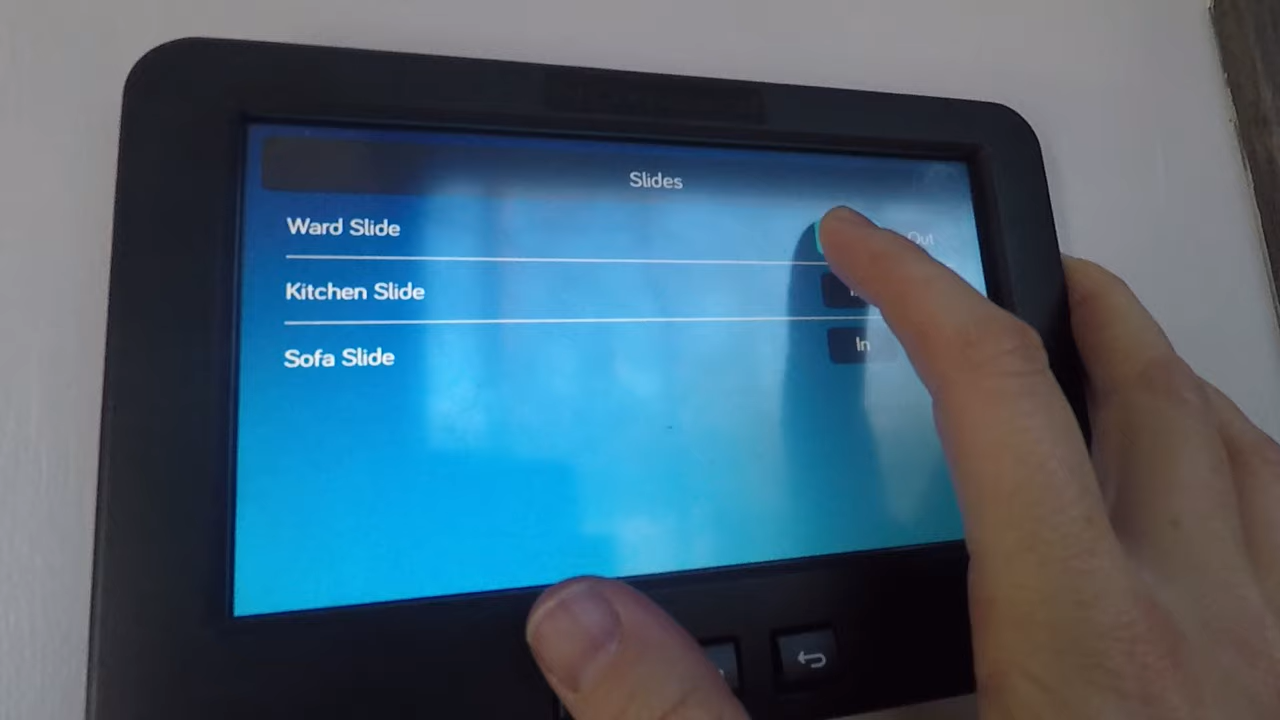 Slides
Ward Slide Out
Kitchen Slide
Sofa Slide In